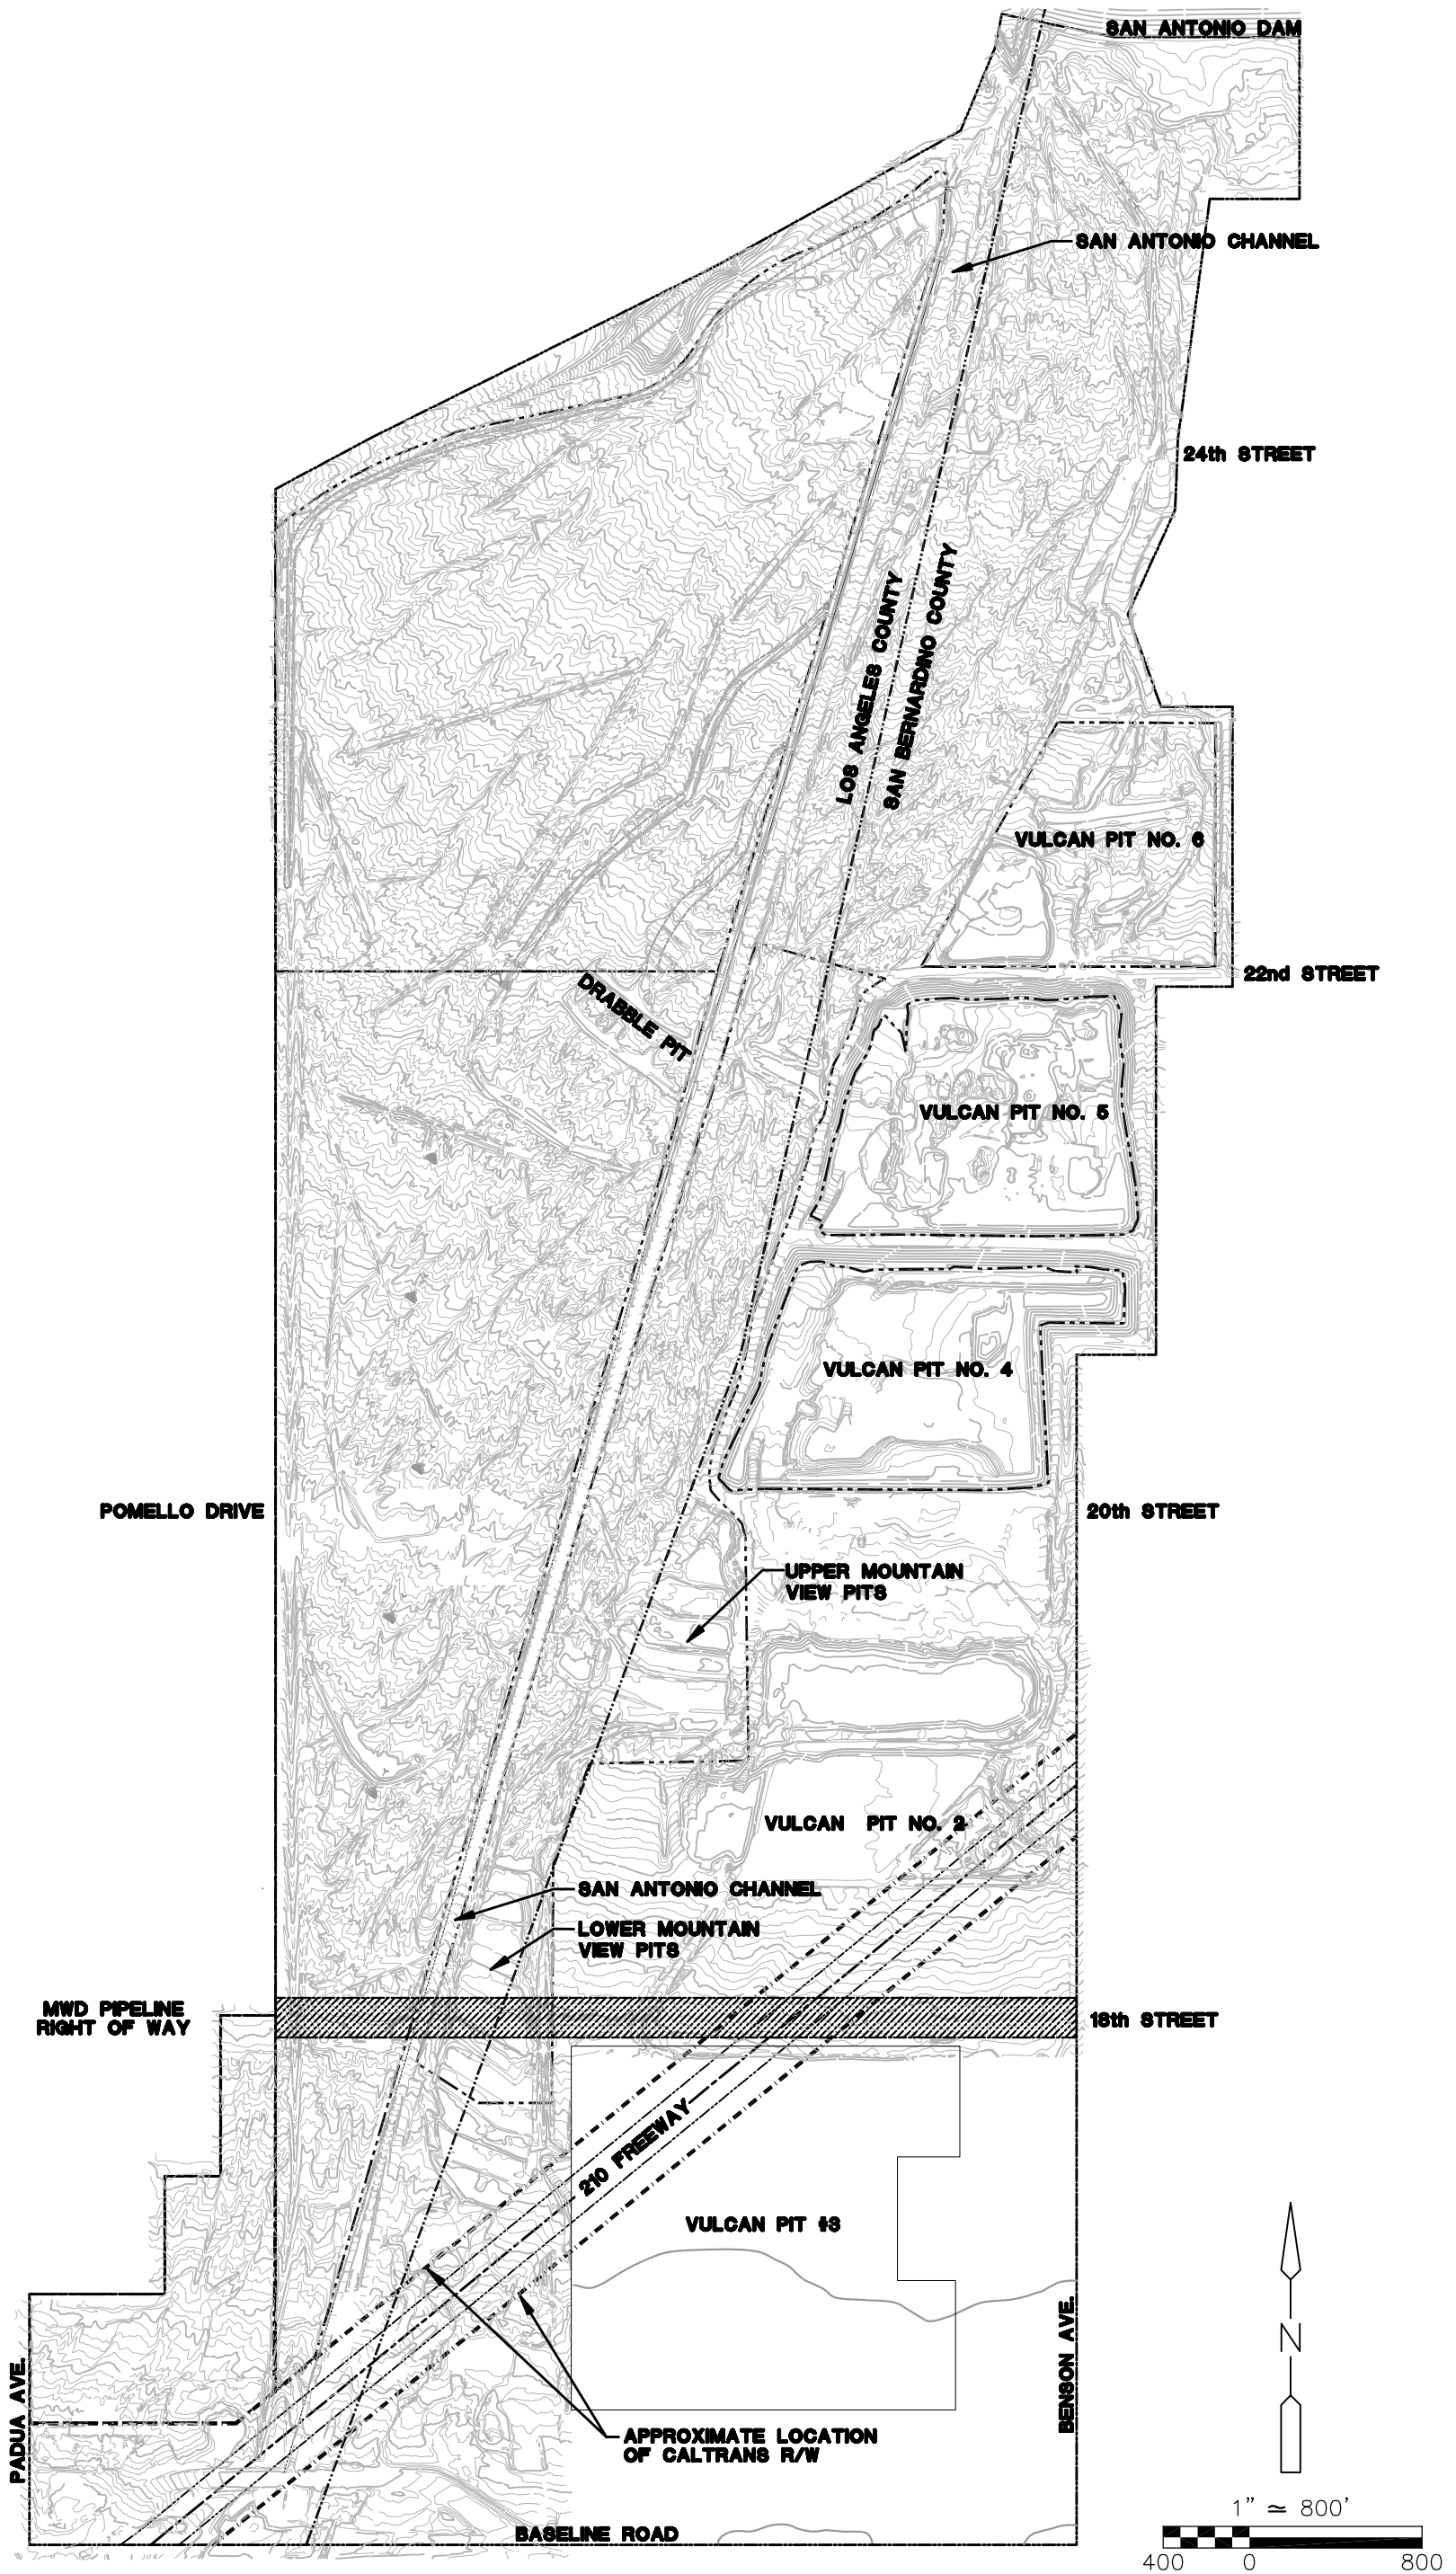 SAN ANTONIO DAM
SAN ANTONIO CHANNEL
24th STREET
LOS ANGELES COUNTY
SAN BERNARDINO COUNTY
VULCAN PIT NO. 6
22nd STREET
DRABBLE PIT
VULCAN PIT NO. 5
VULCAN PIT NO. 4
POMELLO DRIVE
20th STREET
UPPER MOUNTAIN
VIEW PITS
VULCAN PIT NO. 2
SAN ANTONIO CHANNEL
LOWER MOUNTAIN
VIEW PITS
MWD PIPELINE
RIGHT OF WAY
18th STREET
210 FREEWAY
VULCAN PIT #3
PADUA AVE.
BENSON AVE.
N
APPROXIMATE LOCATION
OF CALTRANS R/W
BASELINE ROAD
1" ≃ 800'
400 0 800